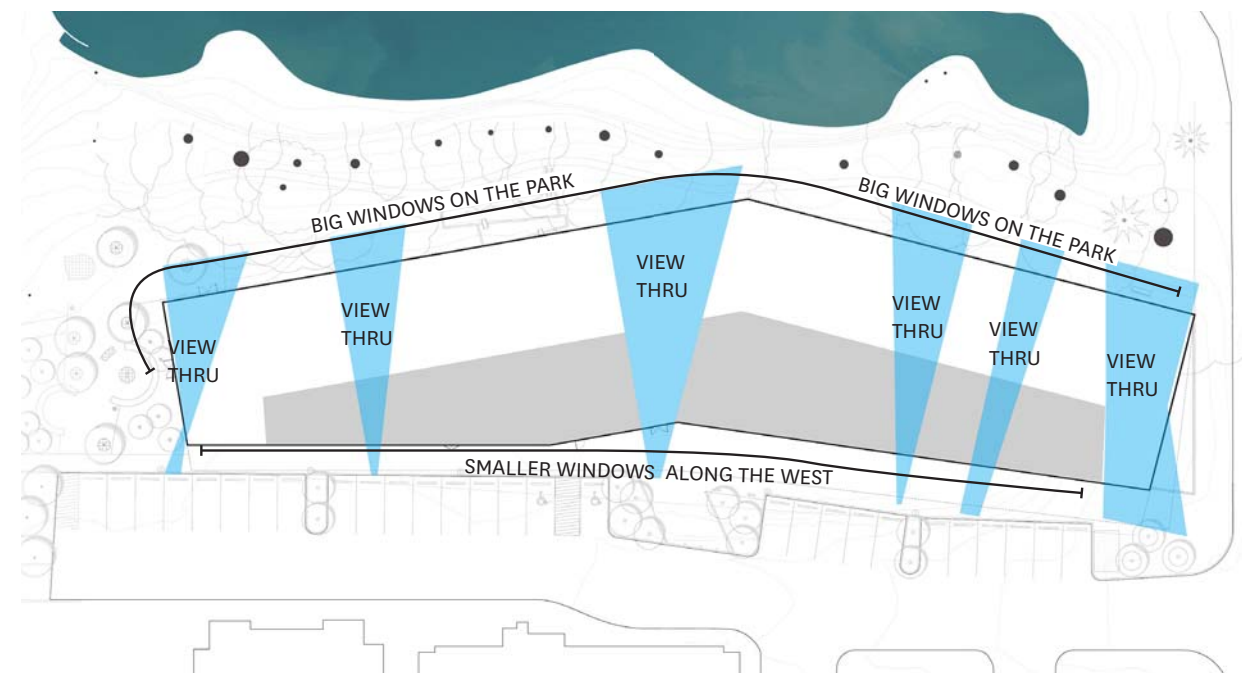 BIG WINDOWS ON THE PARK
BIG WINDOWS ON THE PARK
VIEW
THRU
VIEW
THRU
VIEW
THRU
VIEW
THRU
VIEW
THRU
VIEW
THRU
SMALLER WINDOWS ALONG THE WEST